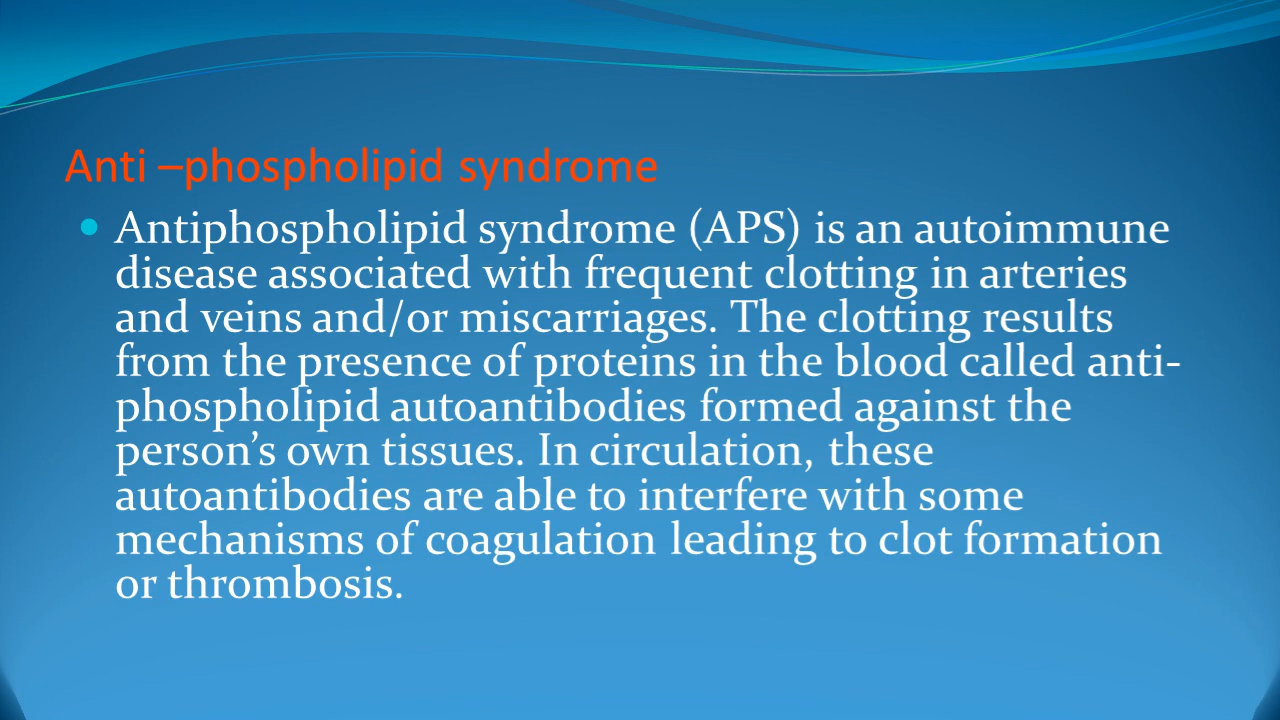 Anti –phospholipid syndrome
• Antiphospholipid syndrome (APS) is an autoimmune
disease associated with frequent clotting in arteries
and veins and/or miscarriages. The clotting results
from the presence of proteins in the blood called anti-
phospholipid autoantibodies formed against the
person’s own tissues. In circulation, these
autoantibodies are able to interfere with some
mechanisms of coagulation leading to clot formation
or thrombosis.